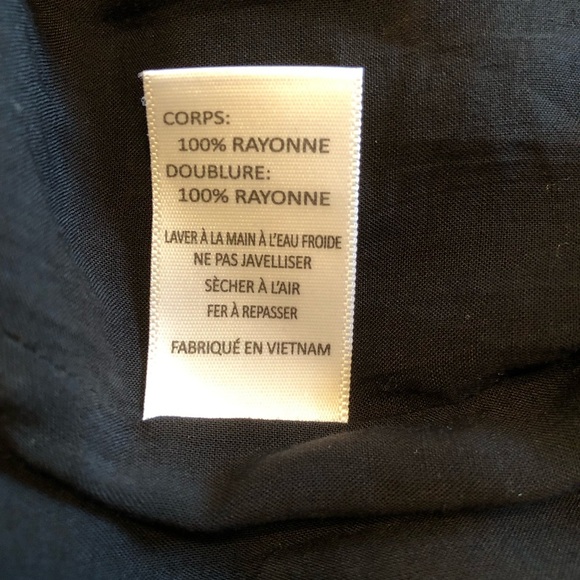 CORPS:
100% RAYONNE
DOUBLURE:
100% RAYONNE
LAVER À LA MAIN À L'EAU FROIDE
NE PAS JAVELLISER
SÈCHER À L'AIR
FER À REPASSER
FABRIQUÉ EN VIETNAM